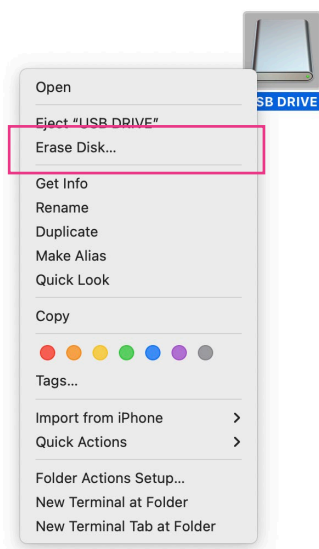 USB DRIVE
Open
Eject “USB DRIVE”
Erase Disk...
Get Info
Rename
Duplicate
Make Alias
Quick Look
Copy
Tags...
Import from iPhone
Quick Actions
Folder Actions Setup...
New Terminal at Folder
New Terminal Tab at Folder